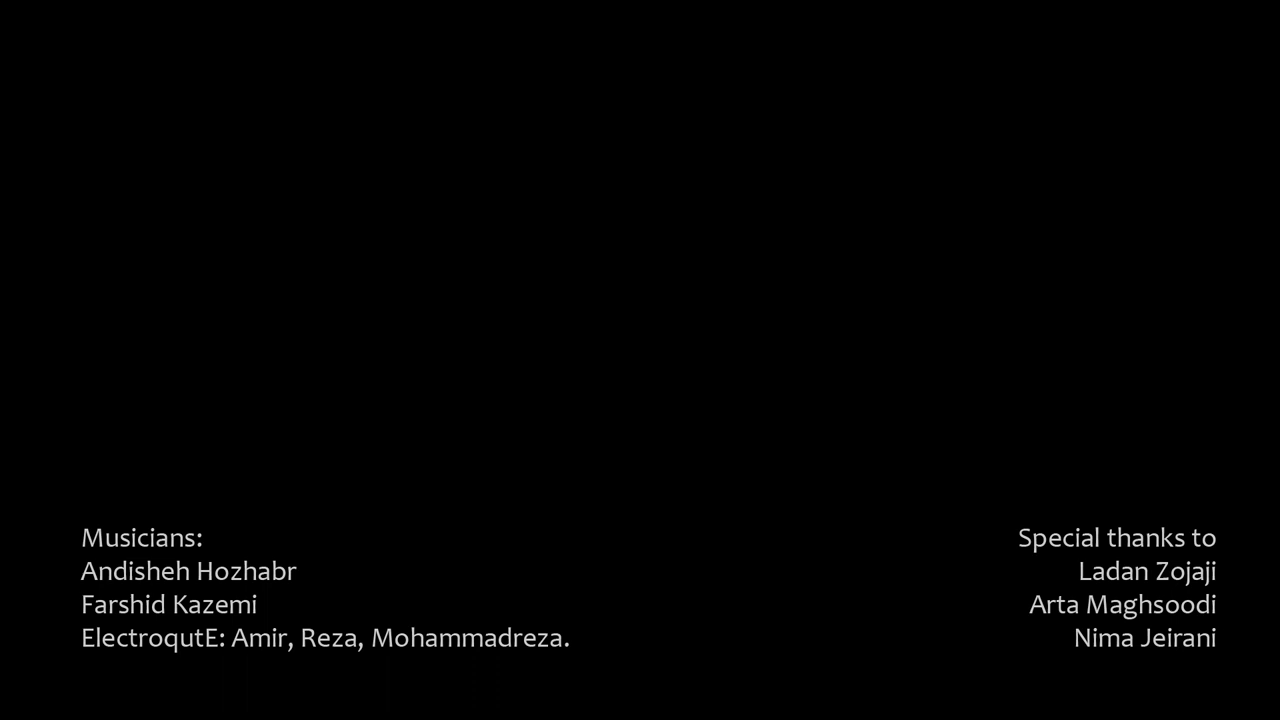 Musicians:
Andisheh Hozhabr
Farshid Kazemi
ElectroqutE: Amir, Reza, Mohammadreza.
Special thanks to
Ladan Zojaji
Arta Maghsoodi
Nima Jeirani